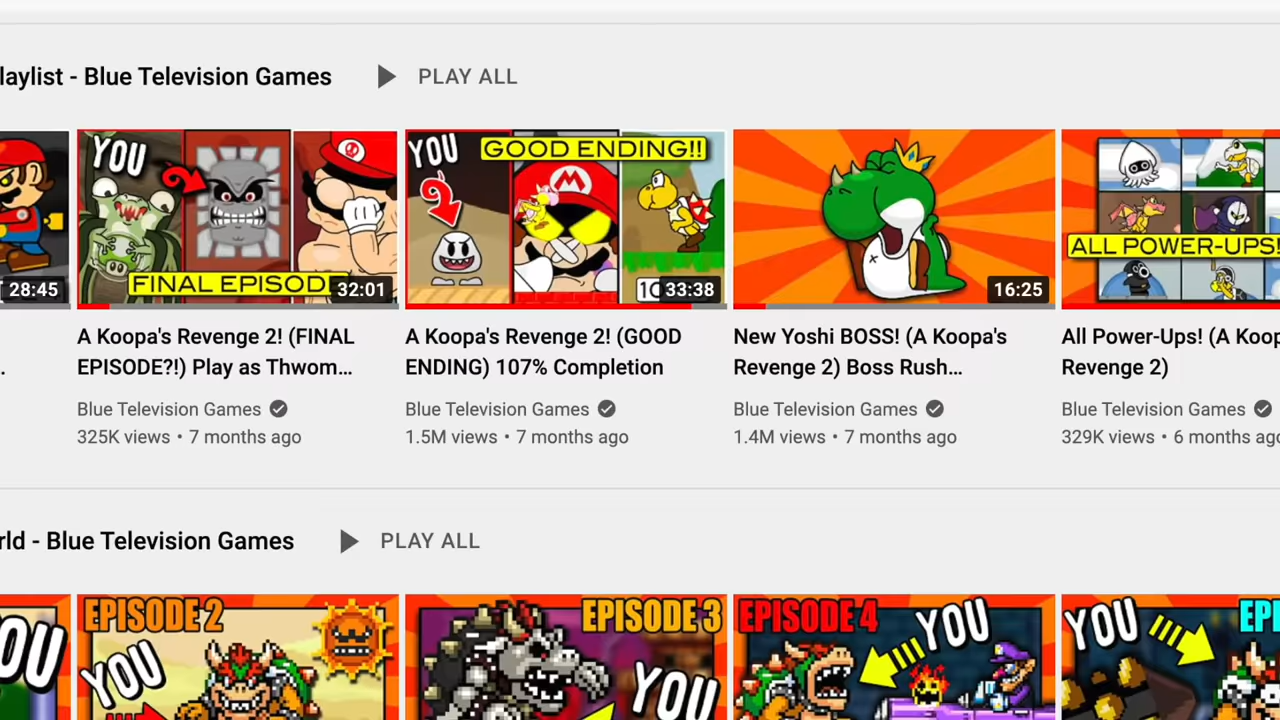 laylist - Blue Television Games
PLAY ALL
YOU
FINAL EPISOD
28:45
32:01
YOU
GOOD ENDING!!
10
33:38
16:25
ALL POWER-UPS!
.
A Koopa's Revenge 2! (FINAL
EPISODE?!) Play as Thwom...
Blue Television Games
325K views • 7 months ago
A Koopa's Revenge 2! (GOOD
ENDING) 107% Completion
Blue Television Games
1.5M views • 7 months ago
New Yoshi BOSS! (A Koopa's
Revenge 2) Boss Rush...
Blue Television Games
1.4M views • 7 months ago
All Power-Ups! (A Koop
Revenge 2)
Blue Television Games
329K views • 6 months ag
rld - Blue Television Games
PLAY ALL
OU
EPISODE 2
YOU
EPISODE 3
YOU
EPISODE 4
YOU
YOU
EPI